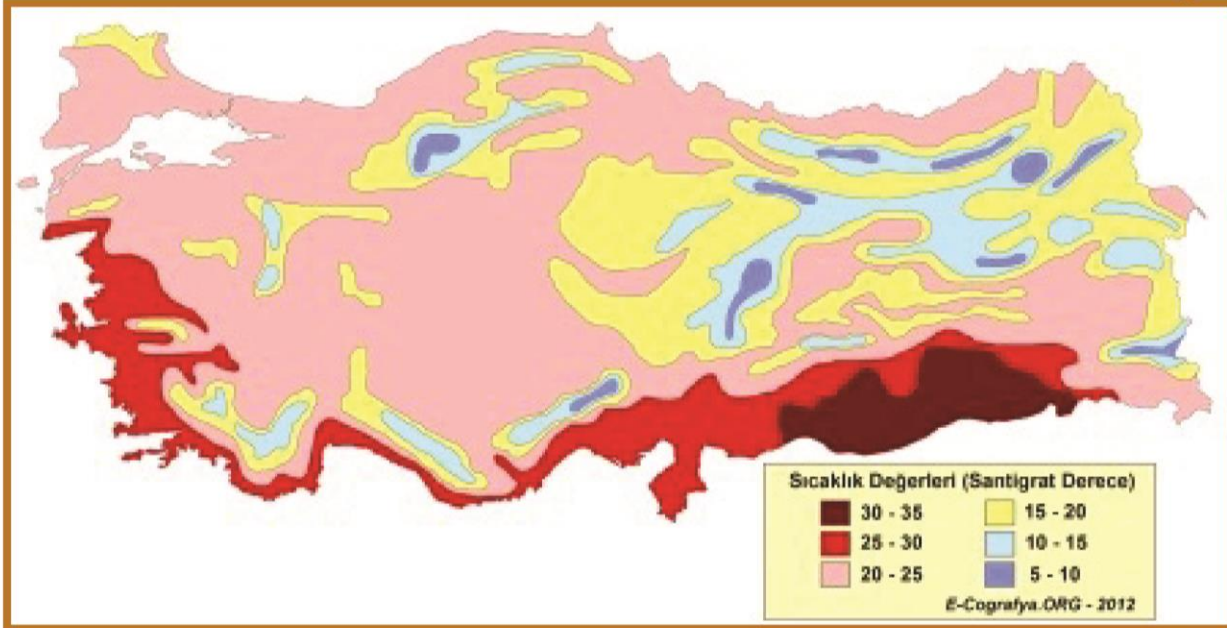 Sıcaklık Değerleri (Santigrat Derece)
30 - 35
25 - 30
20 - 25
15 - 20
10 - 15
5 - 10
E-Cografya.ORG - 2012